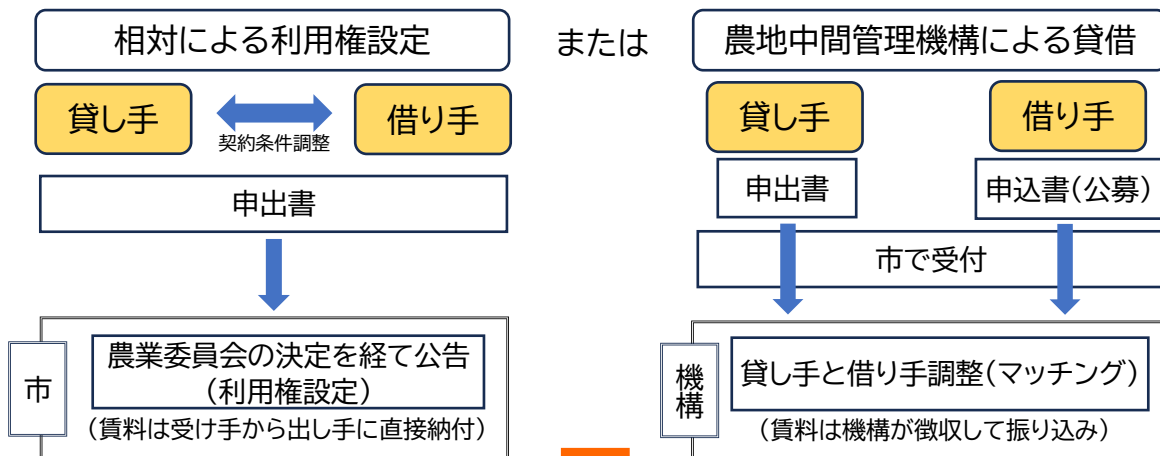 相対による利用権設定
または
農地中間管理機構による貸借
貸し手
契約条件調整
借り手
申出書
市
農業委員会の決定を経て公告
(利用権設定)
(賃料は受け手から出し手に直接納付)
貸し手
借り手
申出書
申込書(公募)
市で受付
機構
貸し手と借り手調整(マッチング)
(賃料は機構が徴収して振り込み)